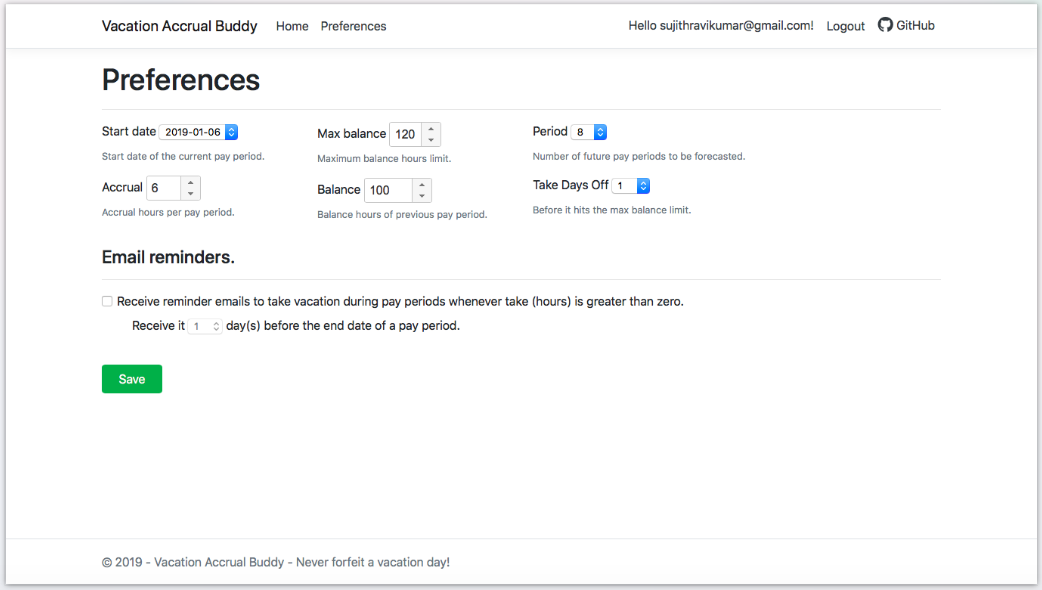 Vacation Accrual Buddy Home Preferences Hello sujithravikumar@gmail.com! Logout GitHub
Preferences
Start date 2019-01-06 Max balance 120 Period 8
Start date of the current pay period. Maximum balance hours limit. Number of future pay periods to be forecasted.
Accrual 6 Balance 100 Take Days Off 1
Accrual hours per pay period. Balance hours of previous pay period. Before it hits the max balance limit.
Email reminders.
Receive reminder emails to take vacation during pay periods whenever take (hours) is greater than zero.
Receive it 1 day(s) before the end date of a pay period.
Save
© 2019 - Vacation Accrual Buddy - Never forfeit a vacation day!